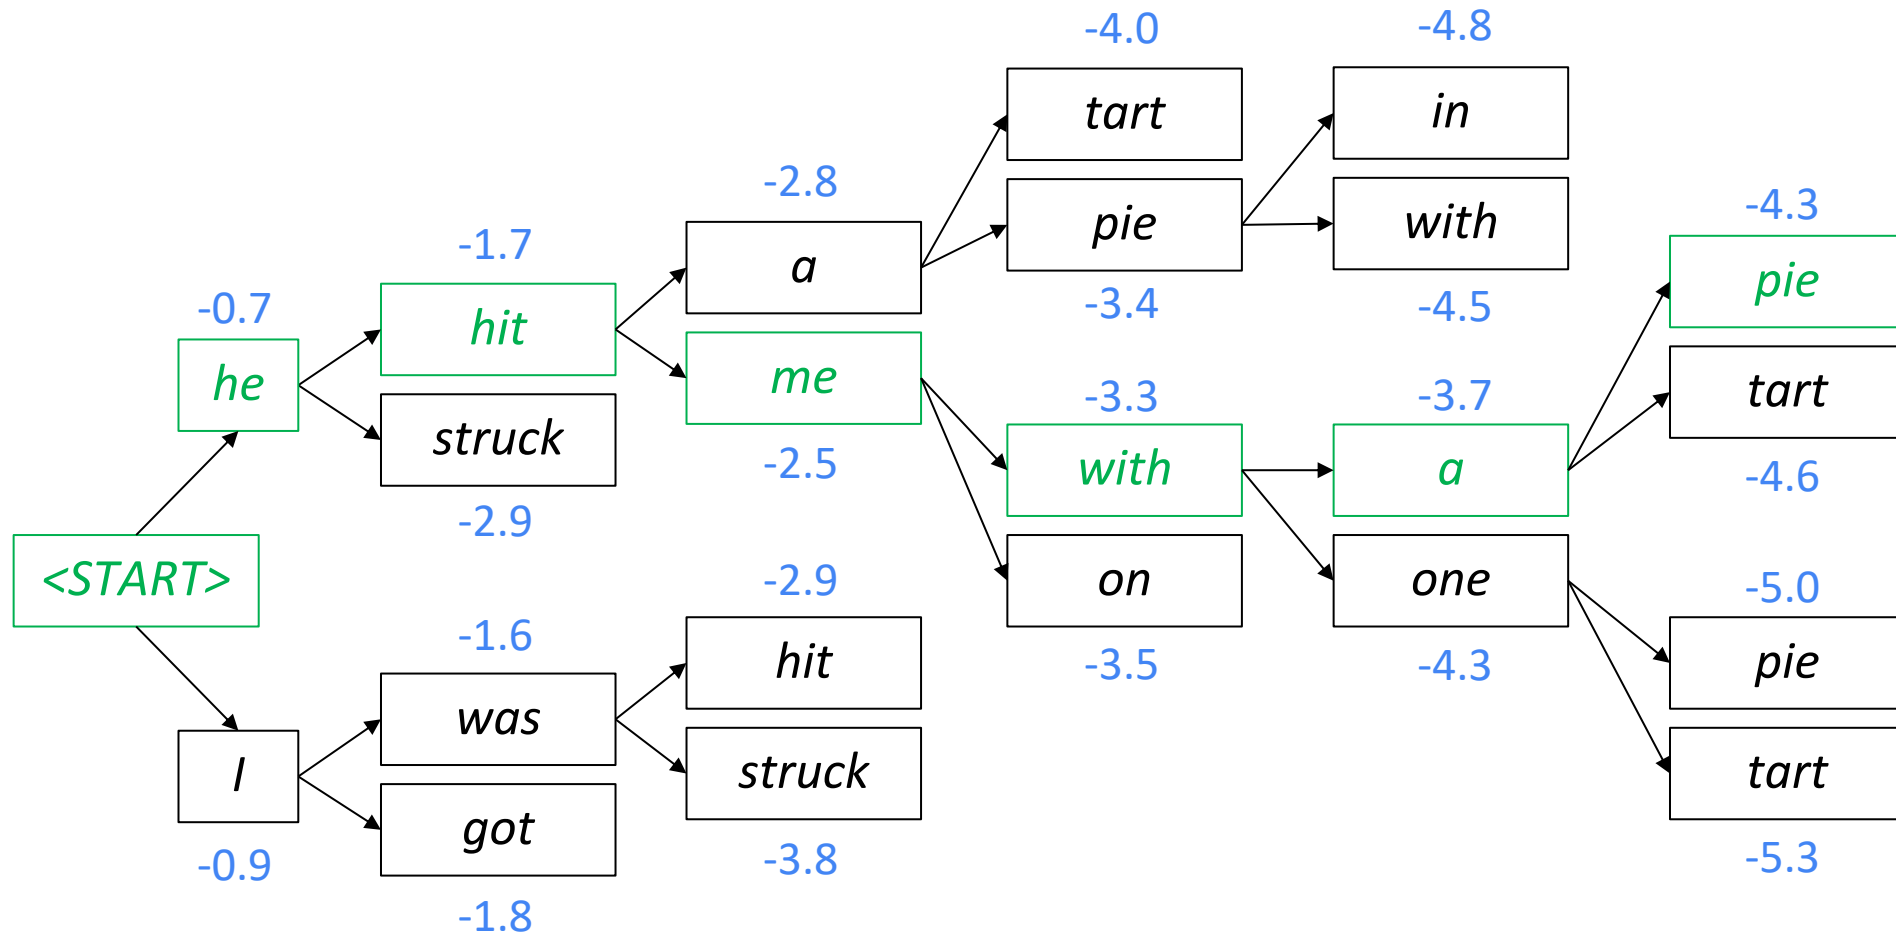 -4.0
-4.8
tart
in
-2.8
-4.3
pie
with
-1.7
a
pie
-0.7
hit
-3.4
-4.5
he
me
-3.3
-3.7
tart
struck
-2.5
with
a
-4.6
-2.9
<START>
-2.9
on
one
-5.0
-1.6
hit
-3.5
-4.3
pie
was
I
struck
tart
got
-0.9
-3.8
-5.3
-1.8